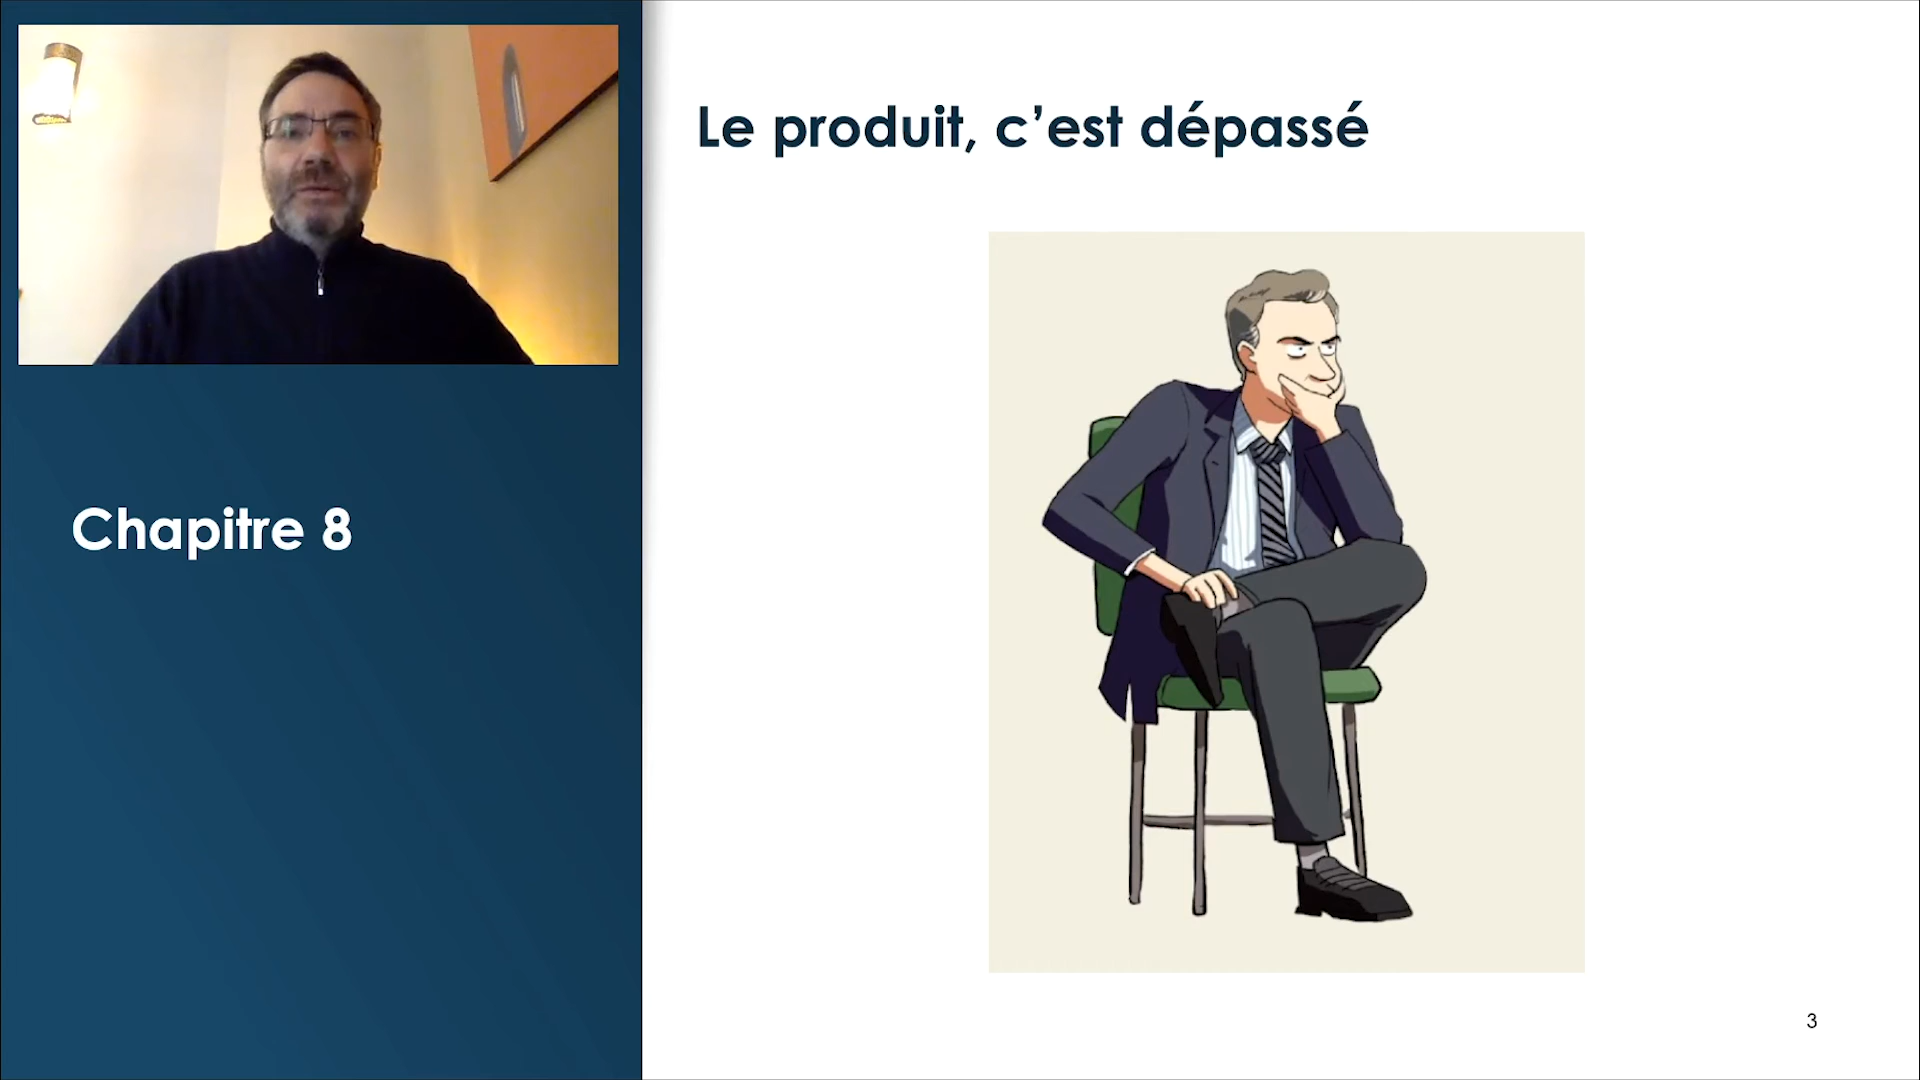 Le produit, c’est dépassé
Chapitre 8
3